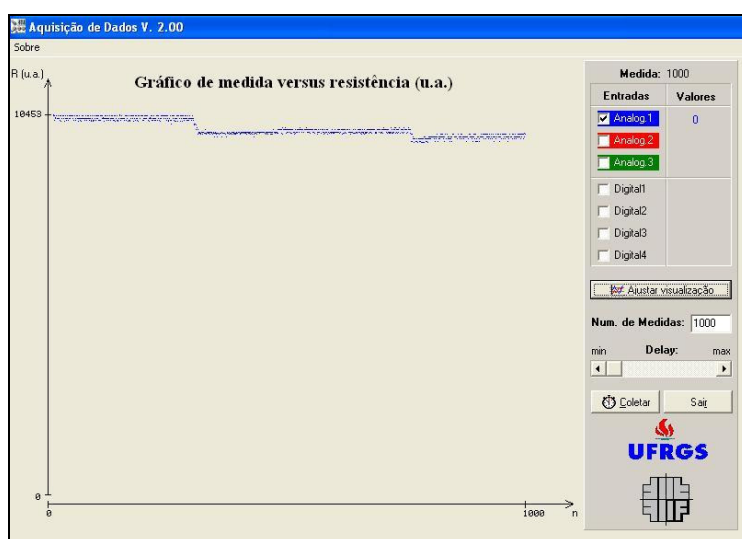 Aquisição de Dados V. 2.00
Sobre
R (u.a.)
Gráfico de medida versus resistência (u.a.)
10453
0
0
1000
n
Medida: 1000
Entradas Valores
Analog.1 0
Analog.2
Analog.3
Digital1
Digital2
Digital3
Digital4
Ajustar visualização
Num. de Medidas: 1000
min Delay: max
Coletar Sair
UFRGS
IF